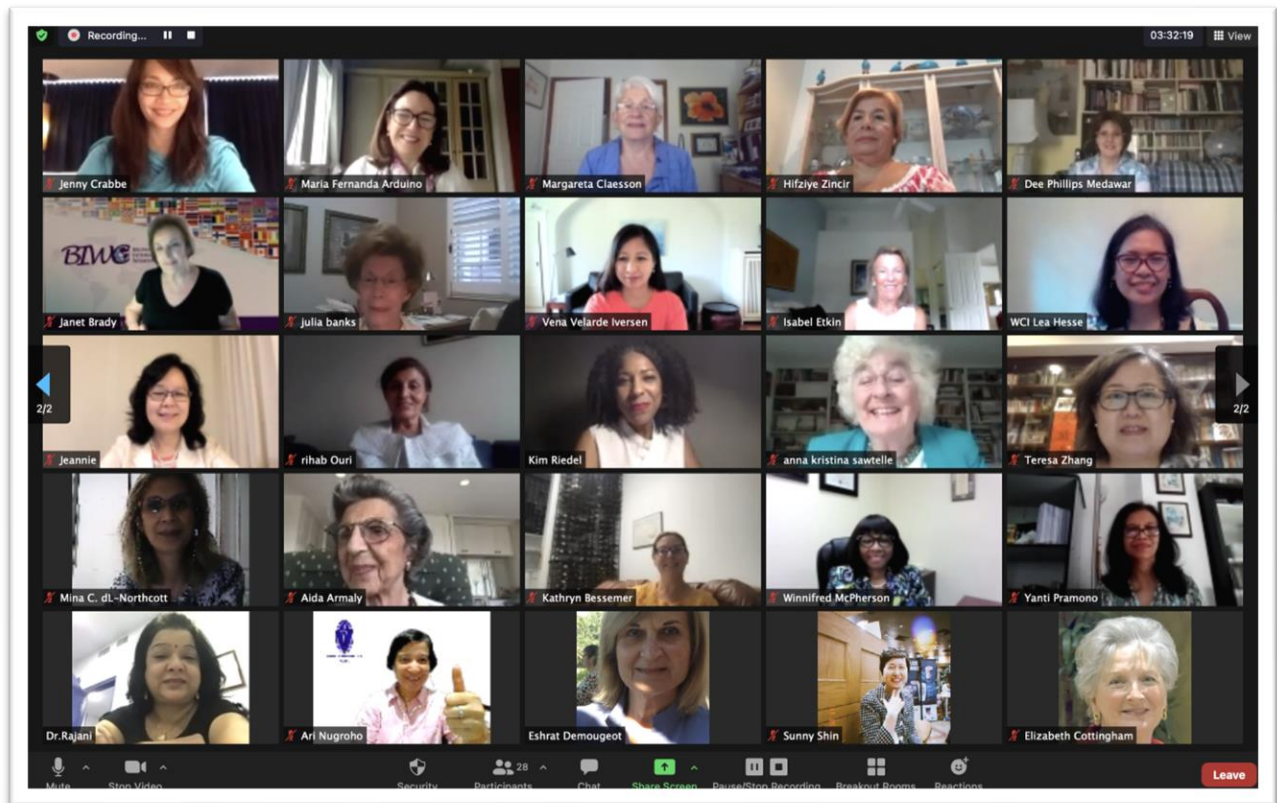 Recording...
03:32:19
View
Jenny Crabbe
Maria Fernanda Arduino
Margareta Claesson
Hifziye Zincir
Dee Phillips Medawar
BIWC
Janet Brady
julia banks
Vena Velarde Iversen
Isabel Etkin
WCI Lea Hesse
2/2
2/2
Jeannie
rihab Ouri
Kim Riedel
anna kristina sawtelle
Teresa Zhang
Mina C. dL-Northcott
Aida Armaly
Kathryn Bessemer
Winnifred McPherson
Yanti Pramono
Dr.Rajani
Ari Nugroho
Eshrat Demougeot
Sunny Shin
Elizabeth Cottingham
28
Mute
Stop Video
Security
Participants
Chat
Share Screen
Pause/Stop Recording
Breakout Rooms
Reactions
Leave